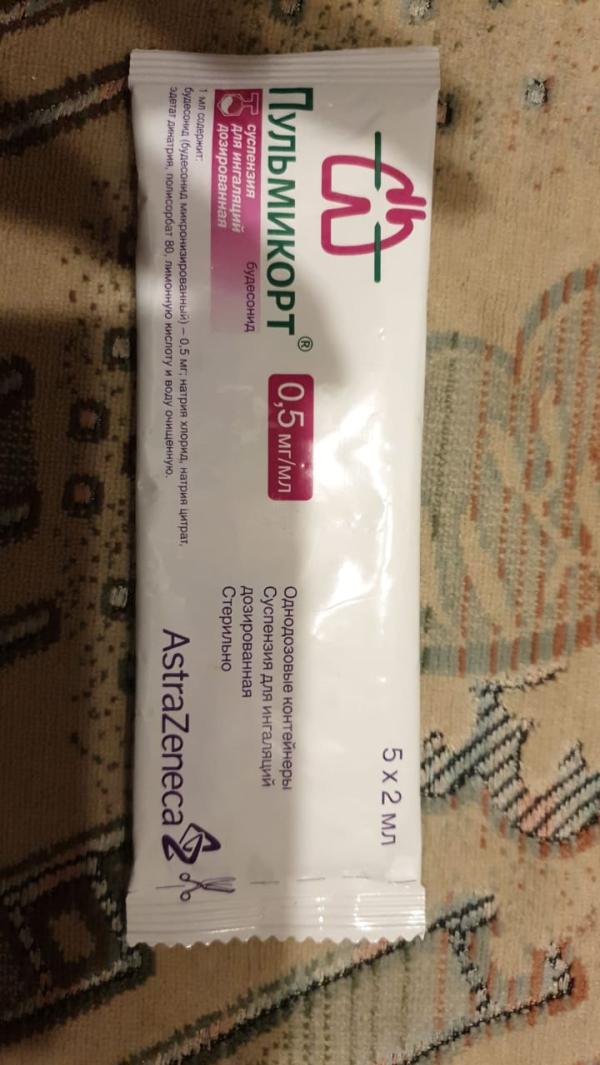 5 x 2 мл
Пульмикорт®
0,5 мг/мл
суспензия
для ингаляций
дозированная
будесонид
Однодозовые контейнеры
Суспензия для ингаляций
дозированная
Стерильно
1 мл содержит:
будесонид (будесонид микронизированный) – 0,5 мг; натрия хлорид, натрия цитрат,
эдетат динатрия, полисорбат 80, лимонную кислоту и воду очищенную.
AstraZeneca